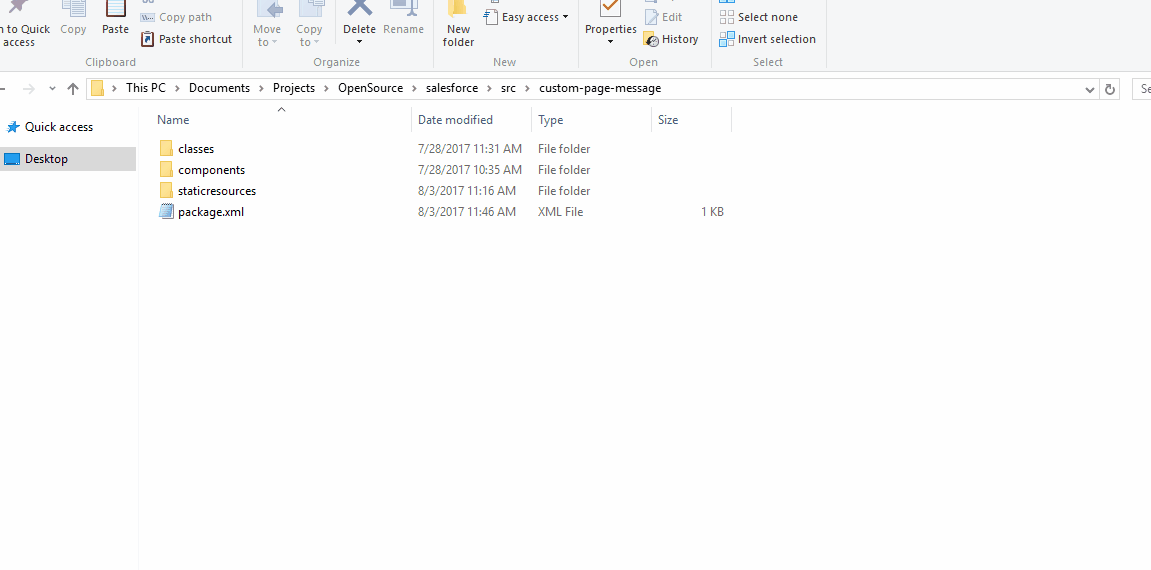 Copy path
Edit
Select none
Easy access
n to Quick access
Copy
Paste
Paste shortcut
Move to
Copy to
Delete
Rename
New folder
Properties
History
Invert selection
Clipboard
Organize
New
Open
Select
This PC > Documents > Projects > OpenSource > salesforce > src > custom-page-message
Se
Quick access
Desktop
Name Date modified Type Size
classes 7/28/2017 11:31 AM File folder
components 7/28/2017 10:35 AM File folder
staticresources 8/3/2017 11:16 AM File folder
package.xml 8/3/2017 11:46 AM XML File 1 KB